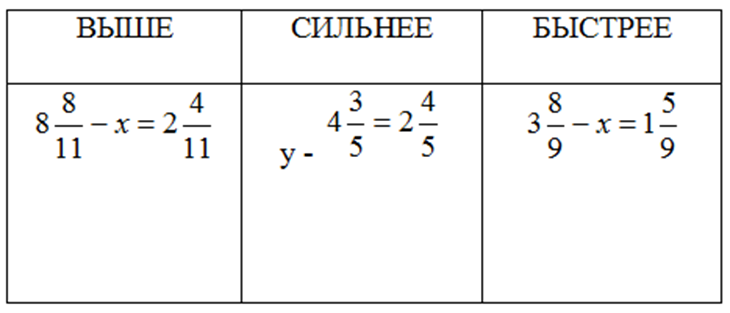 ВЫШЕ СИЛЬНЕЕ БЫСТРЕЕ
8 8/11 − x = 2 4/11 у - 4 3/5 = 2 4/5 3 8/9 − x = 1 5/9